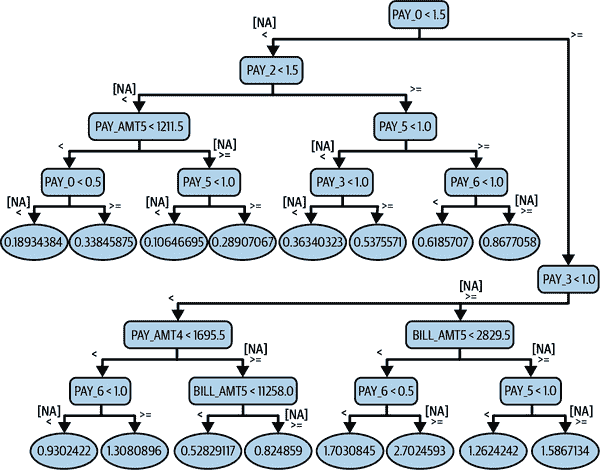 PAY_0 < 1.5
[NA]
<
>=
PAY_2 < 1.5
[NA]
<
>=
PAY_AMT5 < 1211.5
PAY_5 < 1.0
<
[NA]
>=
[NA]
<
>=
PAY_0 < 0.5
PAY_5 < 1.0
PAY_3 < 1.0
PAY_6 < 1.0
[NA]
<
>=
[NA]
<
>=
[NA]
<
>=
[NA]
<
>=
0.18934384
0.33845875
0.10646695
0.28907067
0.36340323
0.5375571
0.6185707
0.8677058
PAY_3 < 1.0
<
[NA]
>=
PAY_AMT4 < 1695.5
BILL_AMT5 < 2829.5
<
[NA]
>=
<
[NA]
>=
PAY_6 < 1.0
BILL_AMT5 < 11258.0
PAY_6 < 0.5
PAY_5 < 1.0
[NA]
<
>=
<
[NA]
>=
<
[NA]
>=
[NA]
<
>=
0.9302422
1.3080896
0.52829117
0.824859
1.7030845
2.7024593
1.2624242
1.5867134